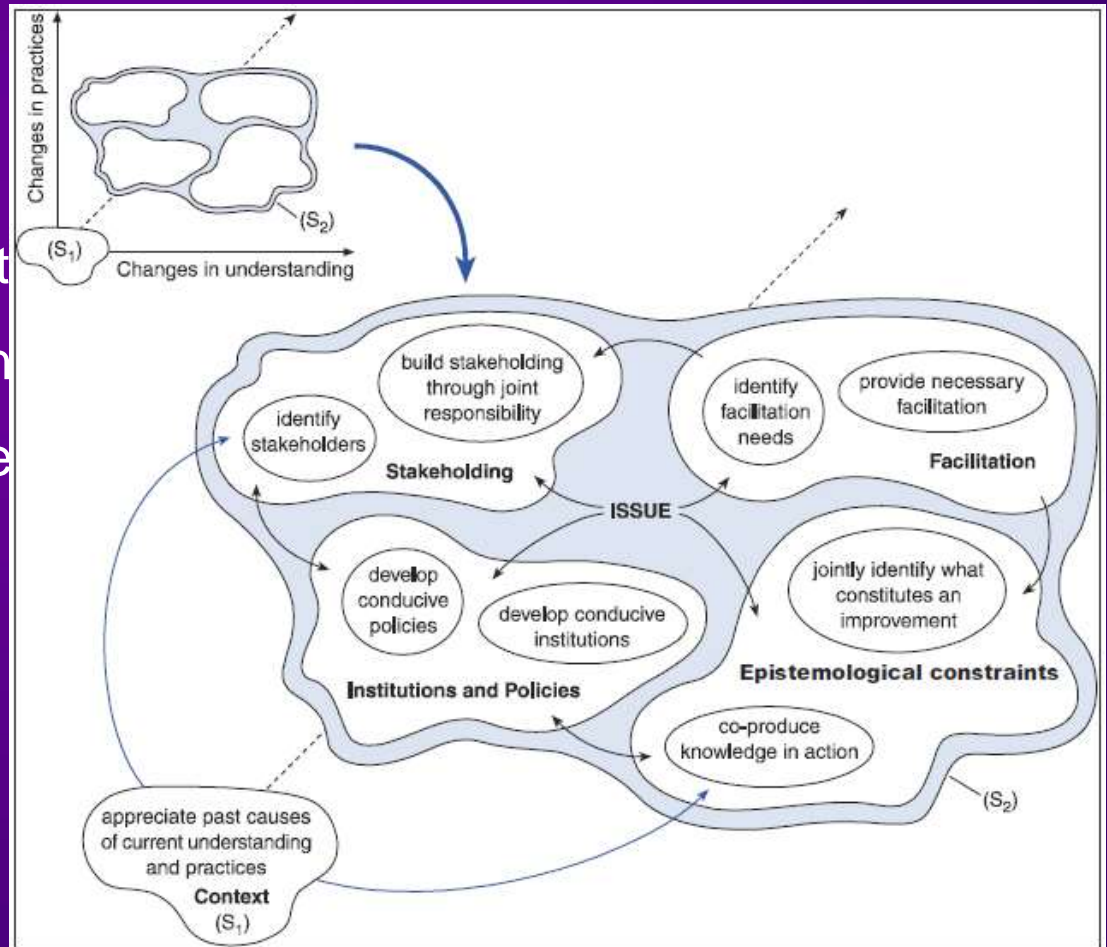 Changes in practices
(S₂)
(S₁)
Changes in understanding
t
n
e
build stakeholding
through joint
responsibility
identify
stakeholders
Stakeholding
identify
facilitation
needs
provide necessary
facilitation
Facilitation
ISSUE
develop
conducive
policies
develop conducive
institutions
Institutions and Policies
jointly identify what
constitutes an
improvement
Epistemological constraints
co-produce
knowledge in action
(S₂)
appreciate past causes
of current understanding
and practices
Context
(S₁)